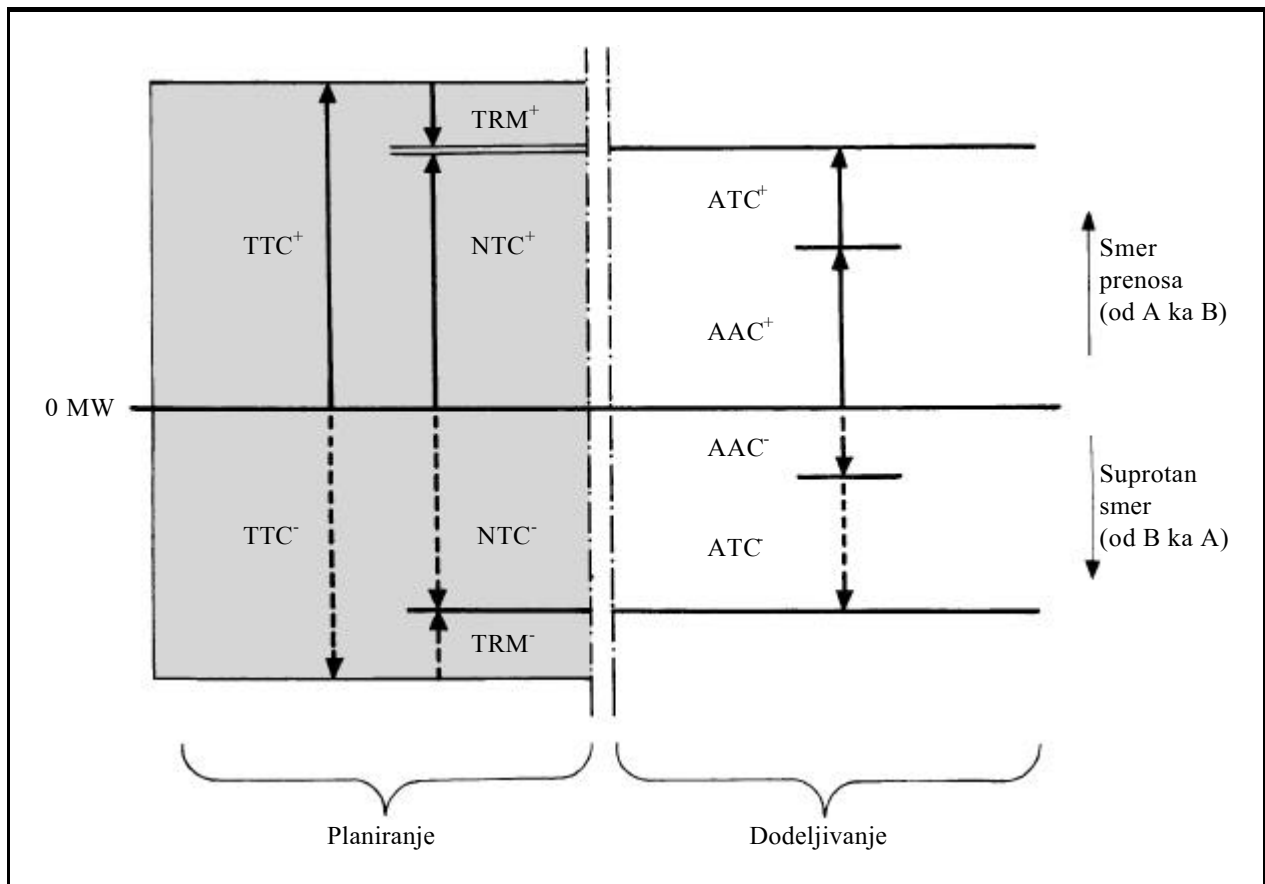 TRM⁺
TTC⁺
NTC⁺
ATC⁺
AAC⁺
Smer
prenosa
(od A ka B)
0 MW
TTC⁻
NTC⁻
TRM⁻
AAC⁻
ATC⁻
Suprotan
smer
(od B ka A)
Planiranje
Dodeljivanje